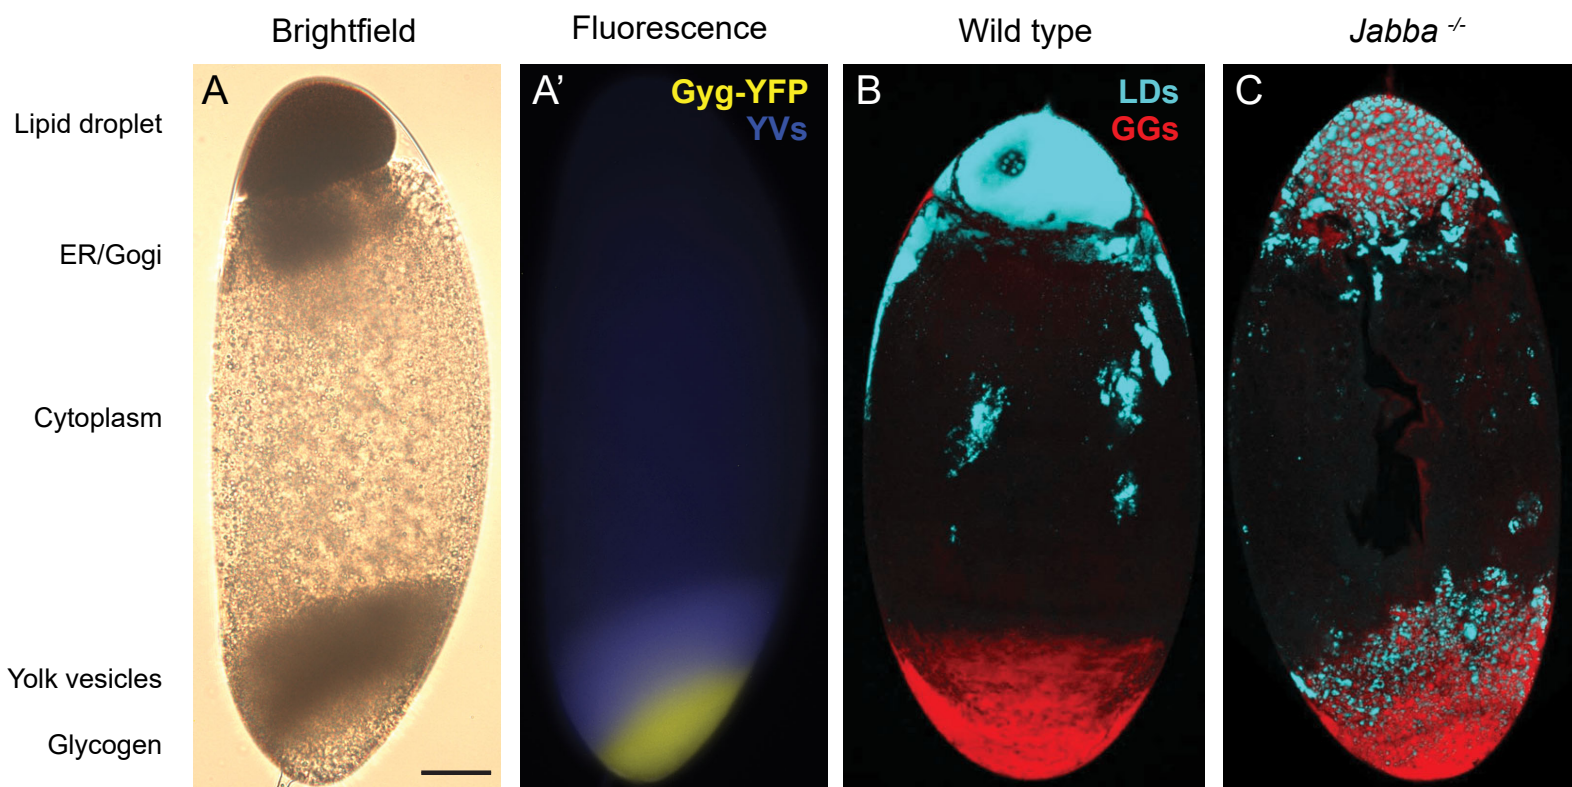 Brightfield
Fluorescence
Wild type
Jabba -/-
A
A'
Gyg-YFP
YVs
B
LDs
GGs
C
Lipid droplet
ER/Gogi
Cytoplasm
Yolk vesicles
Glycogen